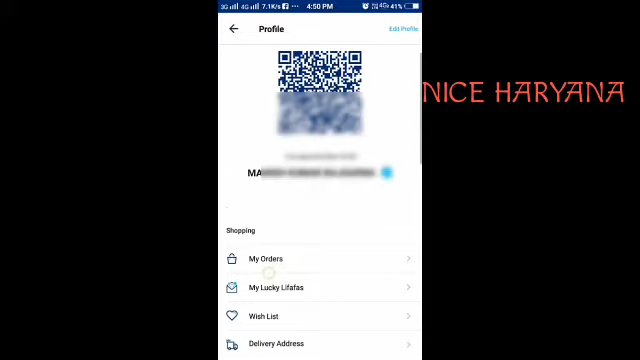 3G 4G 7.1K/s ... 4:50 PM 4G 41%
Profile
Edit Profile
NICE HARYANA
Shopping
My Orders
My Lucky Lifafas
Wish List
Delivery Address